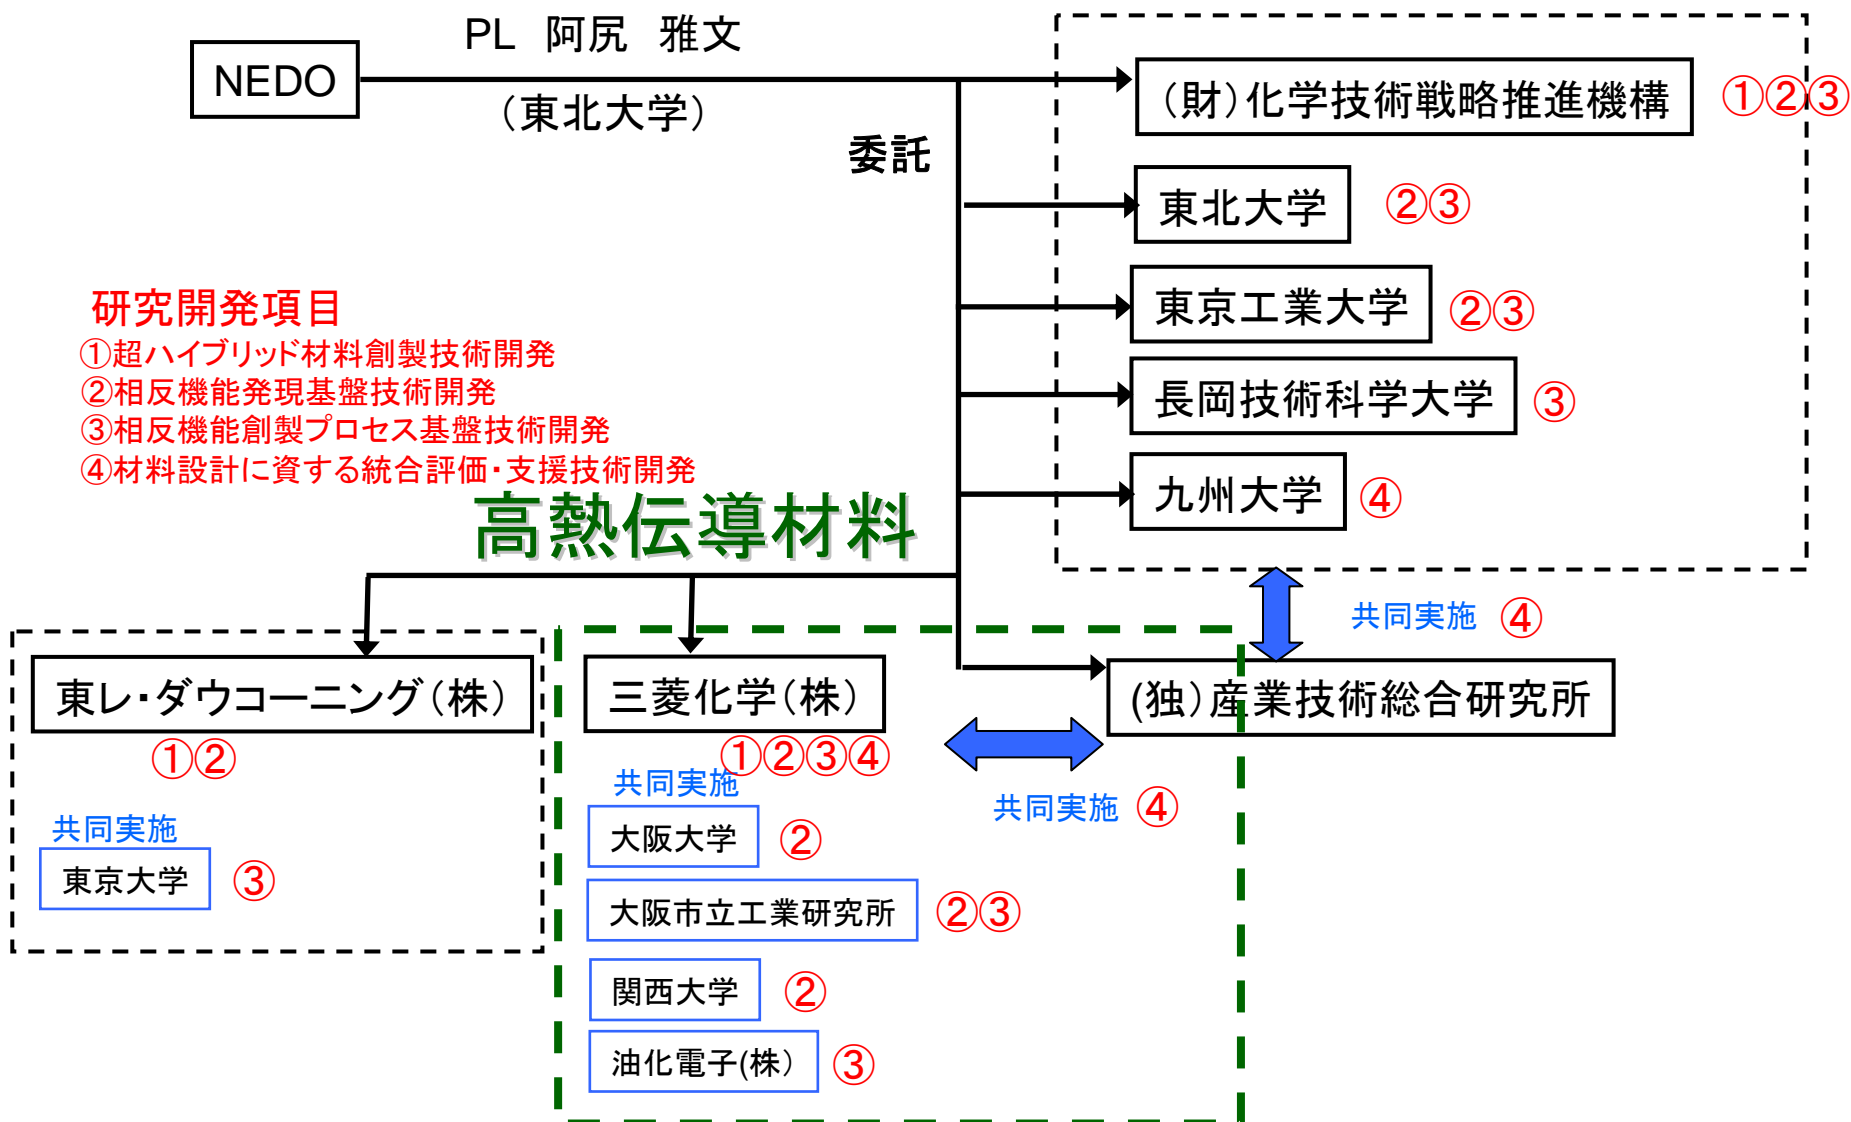 PL 阿尻 雅文
NEDO
（東北大学）
委託
（財）化学技術戦略推進機構
①②③
東北大学
②③
東京工業大学
②③
長岡技術科学大学
③
九州大学
④
研究開発項目
①超ハイブリッド材料創製技術開発
②相反機能発現基盤技術開発
③相反機能創製プロセス基盤技術開発
④材料設計に資する統合評価・支援技術開発
高熱伝導材料
共同実施 ④
東レ・ダウコーニング（株）
①②
共同実施
東京大学
③
三菱化学（株）
①②③④
共同実施
大阪大学
②
大阪市立工業研究所
②③
関西大学
②
油化電子(株）
③
(独）産業技術総合研究所
共同実施 ④